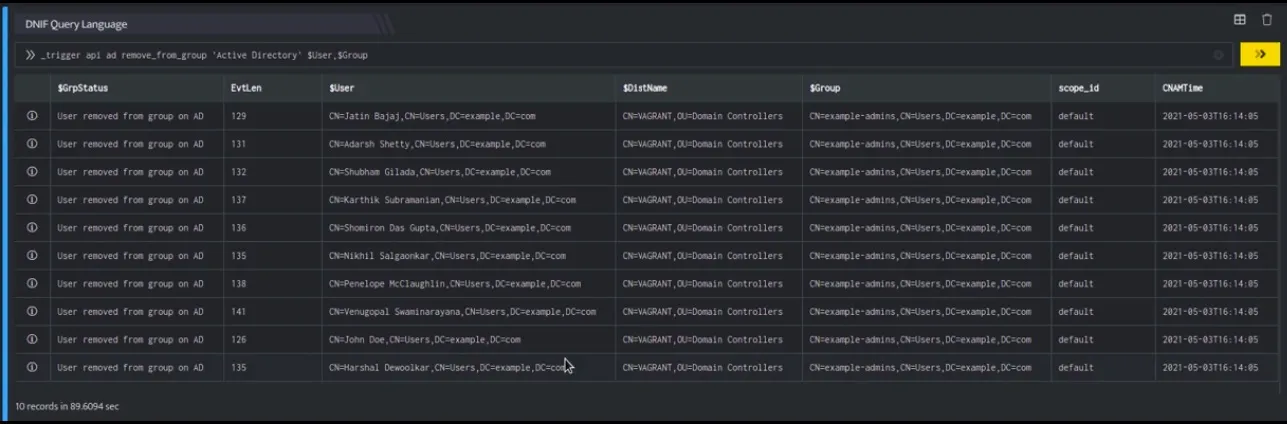 DNIF Query Language
_trigger api ad remove_from_group 'Active Directory' $User,$Group
$GrpStatus EvtLen $User $DistName $Group scope_id CNAMTime
User removed from group on AD 129 CN=Jatin Bajaj,CN=Users,DC=example,DC=com CN=VAGRANT,OU=Domain Controllers CN=example-admins,CN=Users,DC=example,DC=com default 2021-05-03T16:14:05
User removed from group on AD 131 CN=Adarsh Shetty,CN=Users,DC=example,DC=com CN=VAGRANT,OU=Domain Controllers CN=example-admins,CN=Users,DC=example,DC=com default 2021-05-03T16:14:05
User removed from group on AD 132 CN=Shubham Gilada,CN=Users,DC=example,DC=com CN=VAGRANT,OU=Domain Controllers CN=example-admins,CN=Users,DC=example,DC=com default 2021-05-03T16:14:05
User removed from group on AD 137 CN=Karthik Subramanian,CN=Users,DC=example,DC=com CN=VAGRANT,OU=Domain Controllers CN=example-admins,CN=Users,DC=example,DC=com default 2021-05-03T16:14:05
User removed from group on AD 136 CN=Shomiron Das Gupta,CN=Users,DC=example,DC=com CN=VAGRANT,OU=Domain Controllers CN=example-admins,CN=Users,DC=example,DC=com default 2021-05-03T16:14:05
User removed from group on AD 135 CN=Nikhil Salgaonkar,CN=Users,DC=example,DC=com CN=VAGRANT,OU=Domain Controllers CN=example-admins,CN=Users,DC=example,DC=com default 2021-05-03T16:14:05
User removed from group on AD 138 CN=Penelope McClaughlin,CN=Users,DC=example,DC=com CN=VAGRANT,OU=Domain Controllers CN=example-admins,CN=Users,DC=example,DC=com default 2021-05-03T16:14:05
User removed from group on AD 141 CN=Venugopal Swaminarayana,CN=Users,DC=example,DC=com CN=VAGRANT,OU=Domain Controllers CN=example-admins,CN=Users,DC=example,DC=com default 2021-05-03T16:14:05
User removed from group on AD 126 CN=John Doe,CN=Users,DC=example,DC=com CN=VAGRANT,OU=Domain Controllers CN=example-admins,CN=Users,DC=example,DC=com default 2021-05-03T16:14:05
User removed from group on AD 135 CN=Harshal Dewoolkar,CN=Users,DC=example,DC=com CN=VAGRANT,OU=Domain Controllers CN=example-admins,CN=Users,DC=example,DC=com default 2021-05-03T16:14:05
10 records in 89.6094 sec